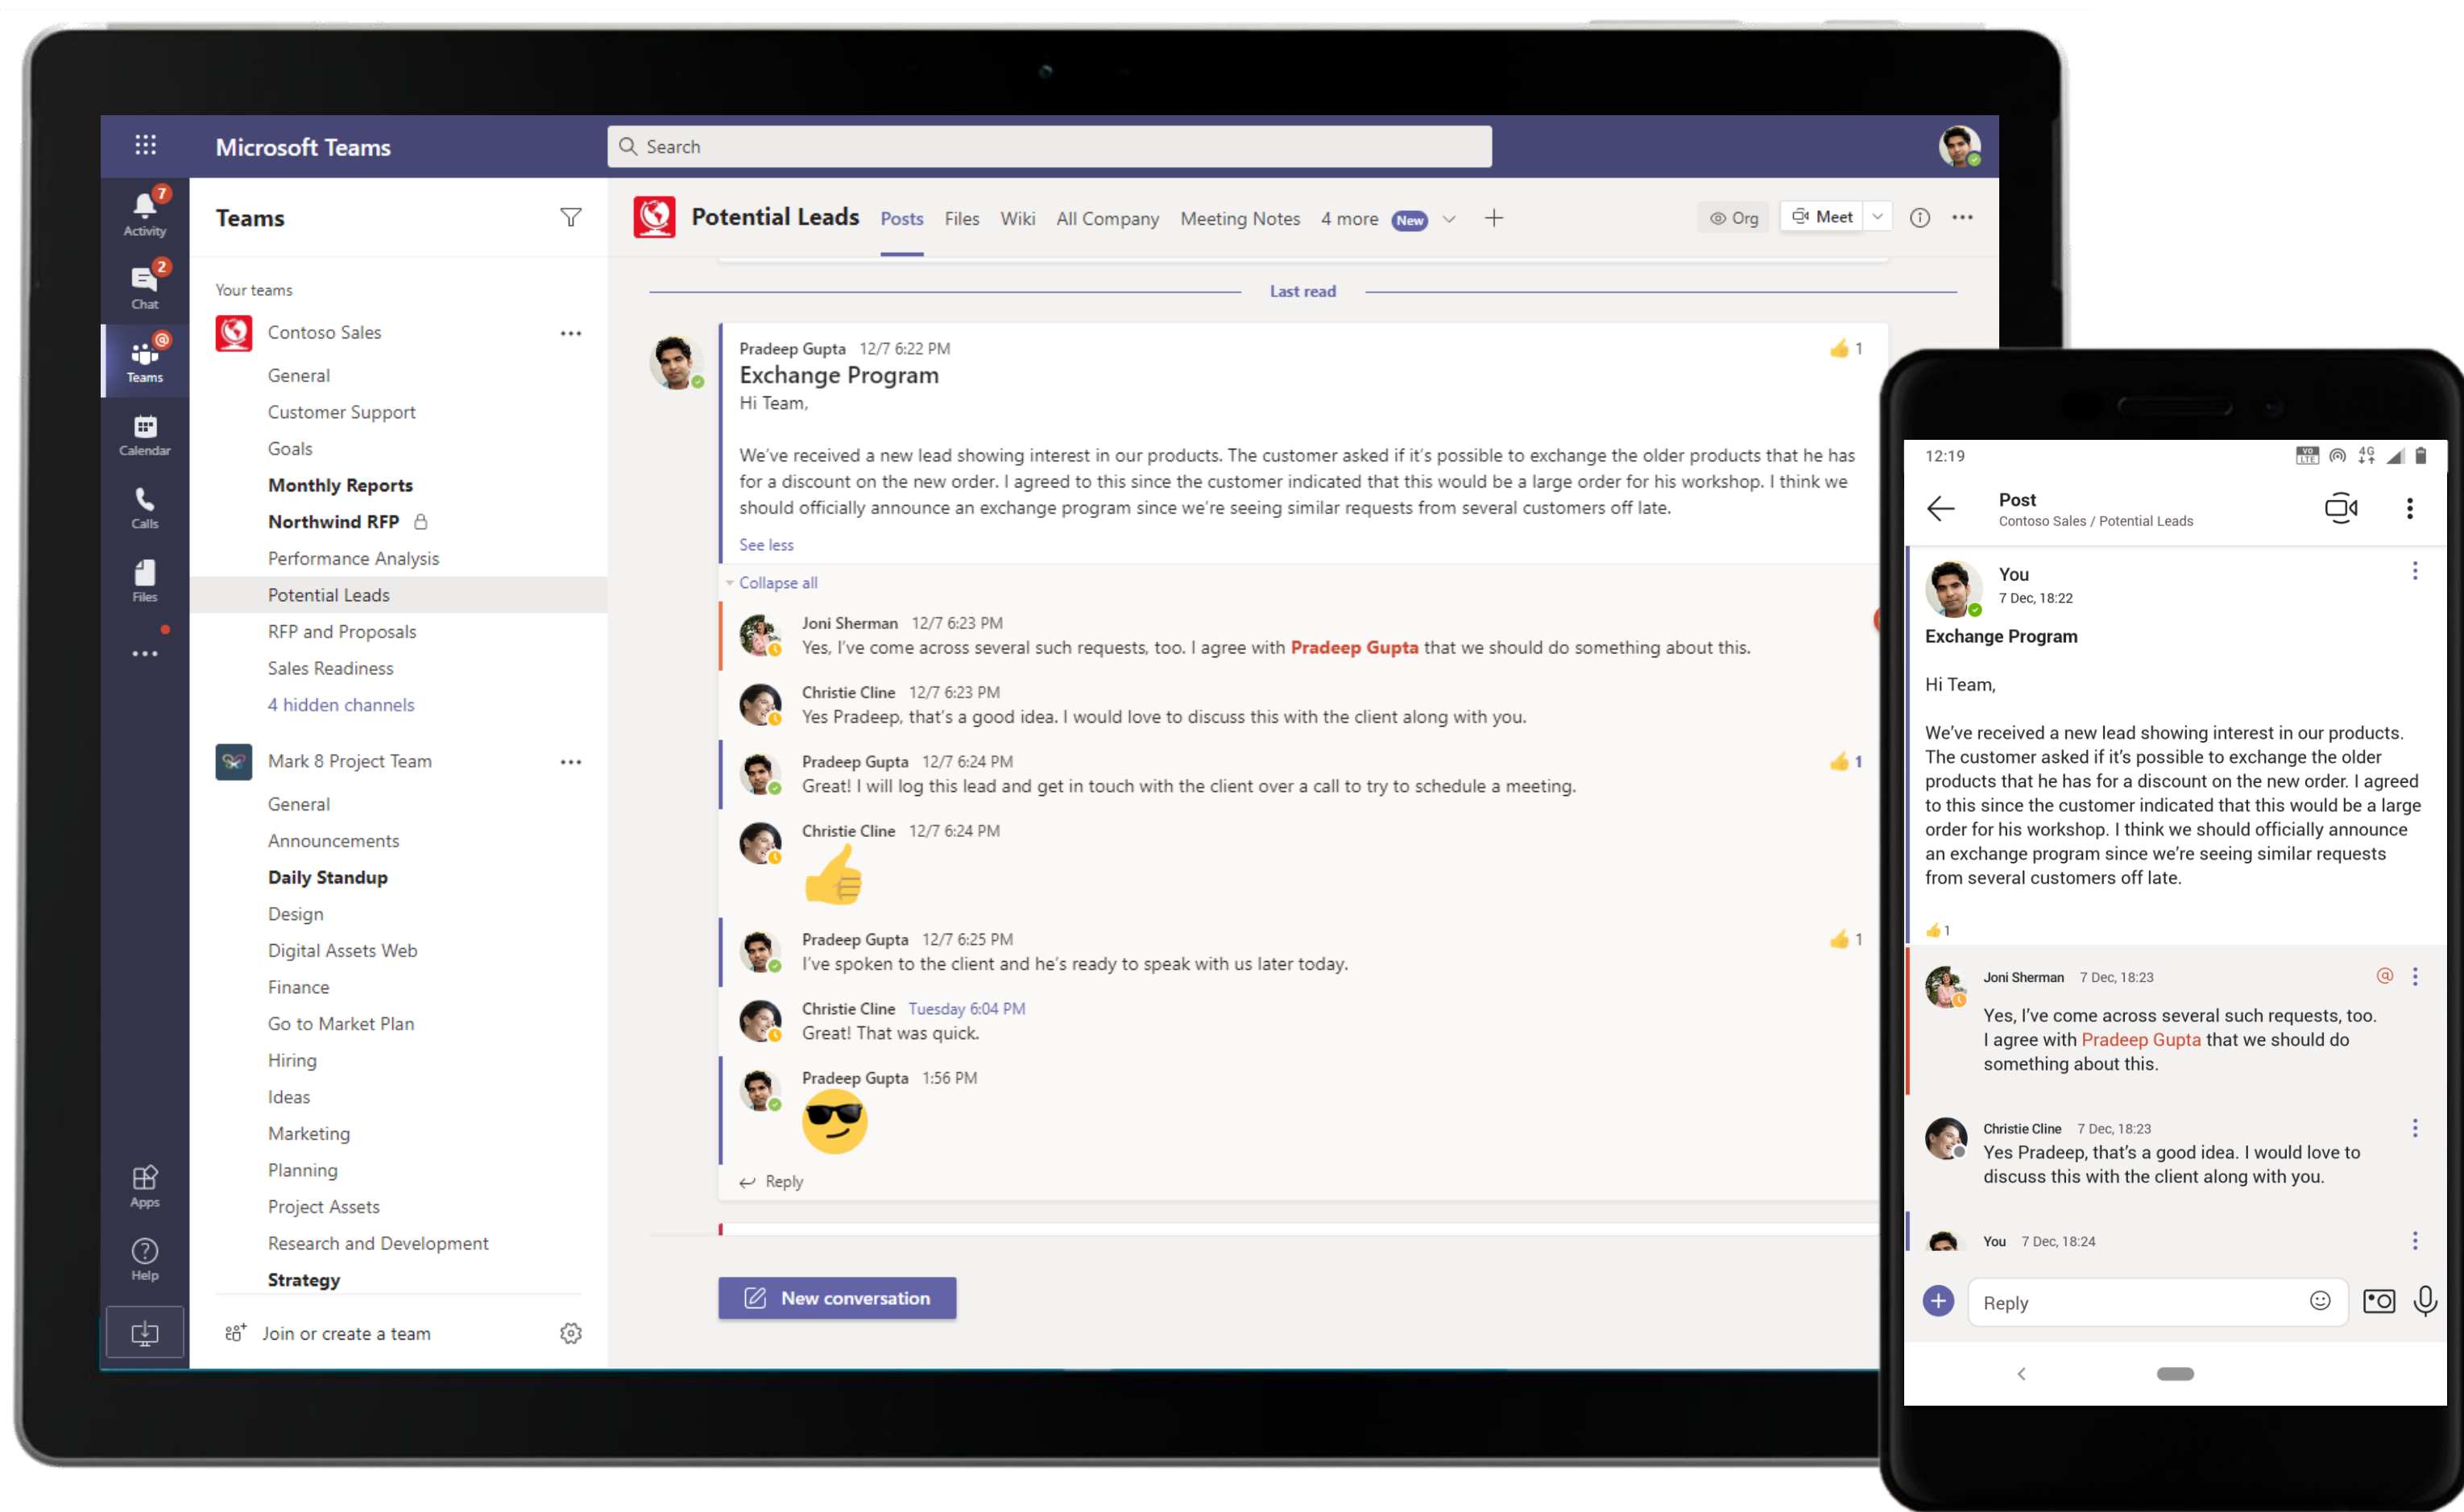 Microsoft Teams
Search
7
Activity
2
Chat
@
Teams
Calendar
Calls
Files
Apps
Help
Teams
Your teams
Contoso Sales
General
Customer Support
Goals
Monthly Reports
Northwind RFP
Performance Analysis
Potential Leads
RFP and Proposals
Sales Readiness
4 hidden channels
Mark 8 Project Team
General
Announcements
Daily Standup
Design
Digital Assets Web
Finance
Go to Market Plan
Hiring
Ideas
Marketing
Planning
Project Assets
Research and Development
Strategy
Join or create a team
Potential Leads Posts Files Wiki All Company Meeting Notes 4 more New
Org Meet
Last read
Pradeep Gupta 12/7 6:22 PM 1
Exchange Program
Hi Team,
We've received a new lead showing interest in our products. The customer asked if it's possible to exchange the older products that he has
for a discount on the new order. I agreed to this since the customer indicated that this would be a large order for his workshop. I think we
should officially announce an exchange program since we're seeing similar requests from several customers off late.
See less
Collapse all
Joni Sherman 12/7 6:23 PM
Yes, I've come across several such requests, too. I agree with Pradeep Gupta that we should do something about this.
Christie Cline 12/7 6:23 PM
Yes Pradeep, that's a good idea. I would love to discuss this with the client along with you.
Pradeep Gupta 12/7 6:24 PM 1
Great! I will log this lead and get in touch with the client over a call to try to schedule a meeting.
Christie Cline 12/7 6:24 PM
Pradeep Gupta 12/7 6:25 PM 1
I've spoken to the client and he's ready to speak with us later today.
Christie Cline Tuesday 6:04 PM
Great! That was quick.
Pradeep Gupta 1:56 PM
Reply
New conversation
12:19 VO LTE 4G
Post
Contoso Sales / Potential Leads
You
7 Dec, 18:22
Exchange Program
Hi Team,
We've received a new lead showing interest in our products.
The customer asked if it's possible to exchange the older
products that he has for a discount on the new order. I agreed
to this since the customer indicated that this would be a large
order for his workshop. I think we should officially announce
an exchange program since we're seeing similar requests
from several customers off late.
1
Joni Sherman 7 Dec, 18:23 @
Yes, I've come across several such requests, too.
I agree with Pradeep Gupta that we should do
something about this.
Christie Cline 7 Dec, 18:23
Yes Pradeep, that's a good idea. I would love to
discuss this with the client along with you.
You 7 Dec, 18:24
Reply